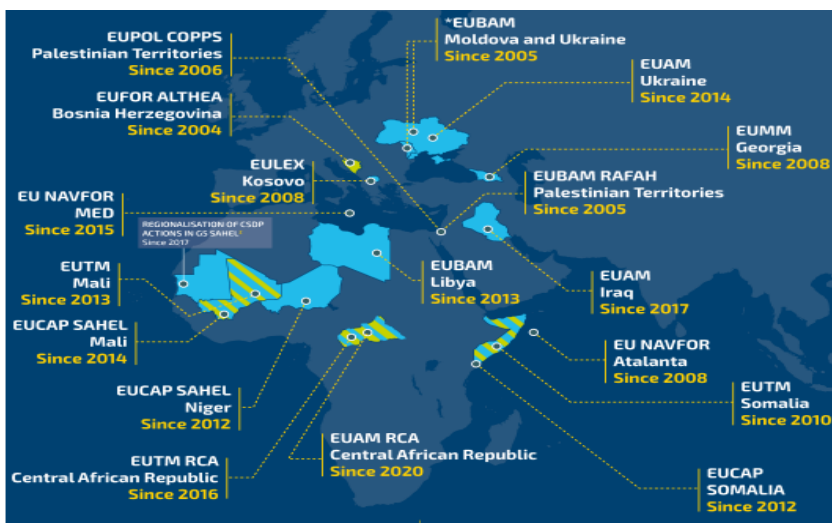 EUPOL COPPS
Palestinian Territories
Since 2006
*EUBAM
Moldova and Ukraine
Since 2005
EUAM
Ukraine
Since 2014
EUFOR ALTHEA
Bosnia Herzegovina
Since 2004
EUMM
Georgia
Since 2008
EULEX
Kosovo
Since 2008
EUBAM RAFAH
Palestinian Territories
Since 2005
EU NAVFOR
MED
Since 2015
REGIONALISATION OF CSDP
ACTIONS IN G5 SAHEL
Since 2017
EUTM
Mali
Since 2013
EUBAM
Libya
Since 2013
EUAM
Iraq
Since 2017
EUCAP SAHEL
Mali
Since 2014
EU NAVFOR
Atalanta
Since 2008
EUCAP SAHEL
Niger
Since 2012
EUTM
Somalia
Since 2010
EUAM RCA
Central African Republic
Since 2020
EUTM RCA
Central African Republic
Since 2016
EUCAP
SOMALIA
Since 2012